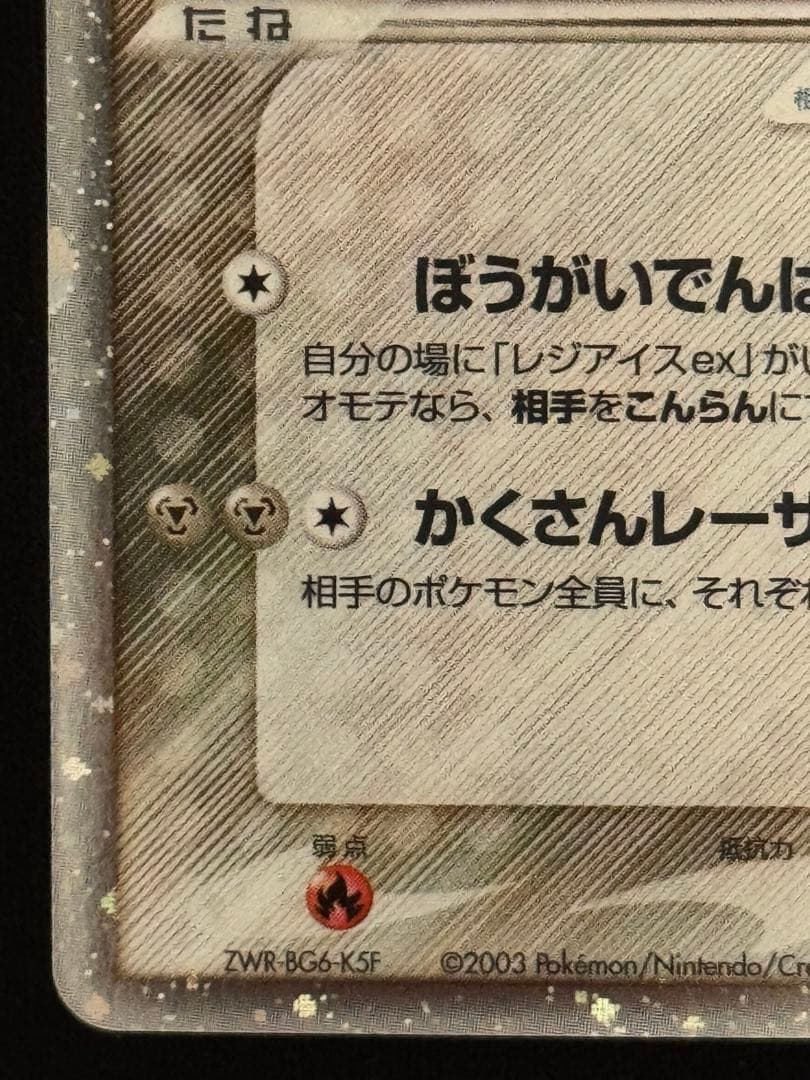 たね
ぼうがいでんは
自分の場に「レジアイスex」がい
オモテなら、相手をこんらんに
かくさんレーザ
相手のポケモン全員に、それぞれ
弱点 抵抗力
ZWR-BG6-K5F ©2003 Pokémon/Nintendo/Cre